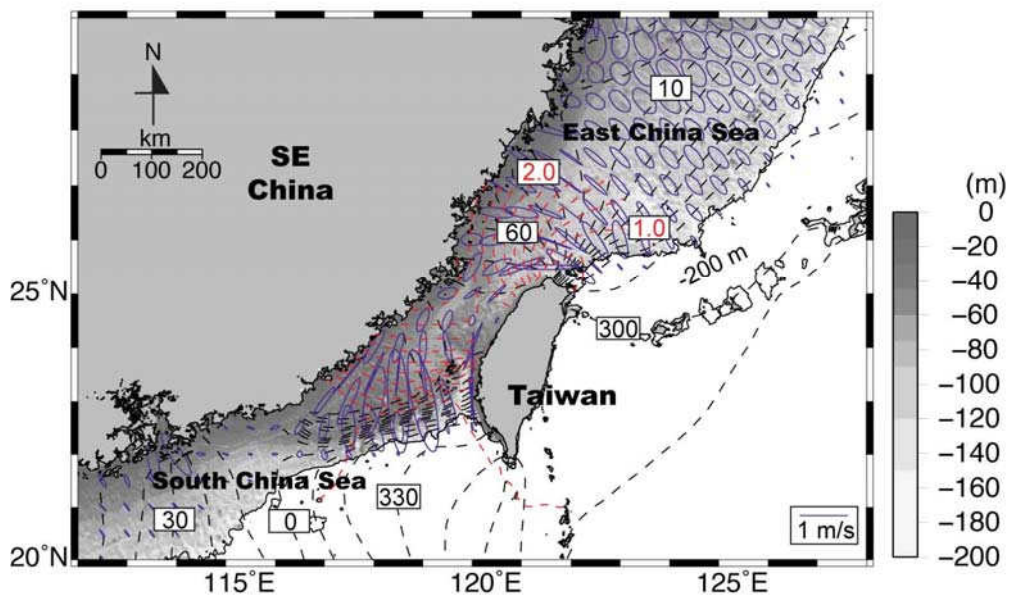 N
km
0 100 200
SE
China
10
East China Sea
2.0
60
1.0
-200 m
300
Taiwan
South China Sea
330
30
0
1 m/s
25°N
20°N
115°E
120°E
125°E
(m)
0
−20
−40
−60
−80
−100
−120
−140
−160
−180
−200